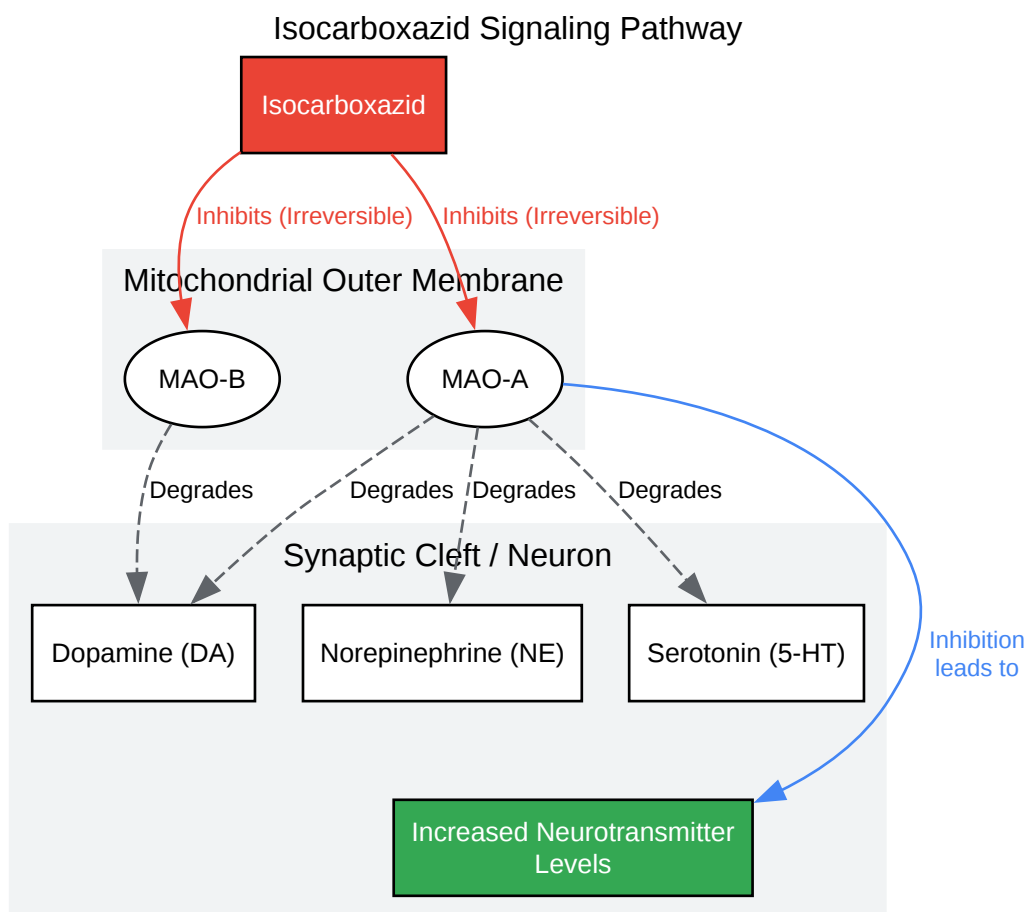 Isocarboxazid Signaling Pathway
Isocarboxazid
Inhibits (Irreversible)
Inhibits (Irreversible)
Mitochondrial Outer Membrane
MAO-B
MAO-A
Degrades
Degrades
Degrades
Degrades
Synaptic Cleft / Neuron
Dopamine (DA)
Norepinephrine (NE)
Serotonin (5-HT)
Inhibition
leads to
Increased Neurotransmitter
Levels